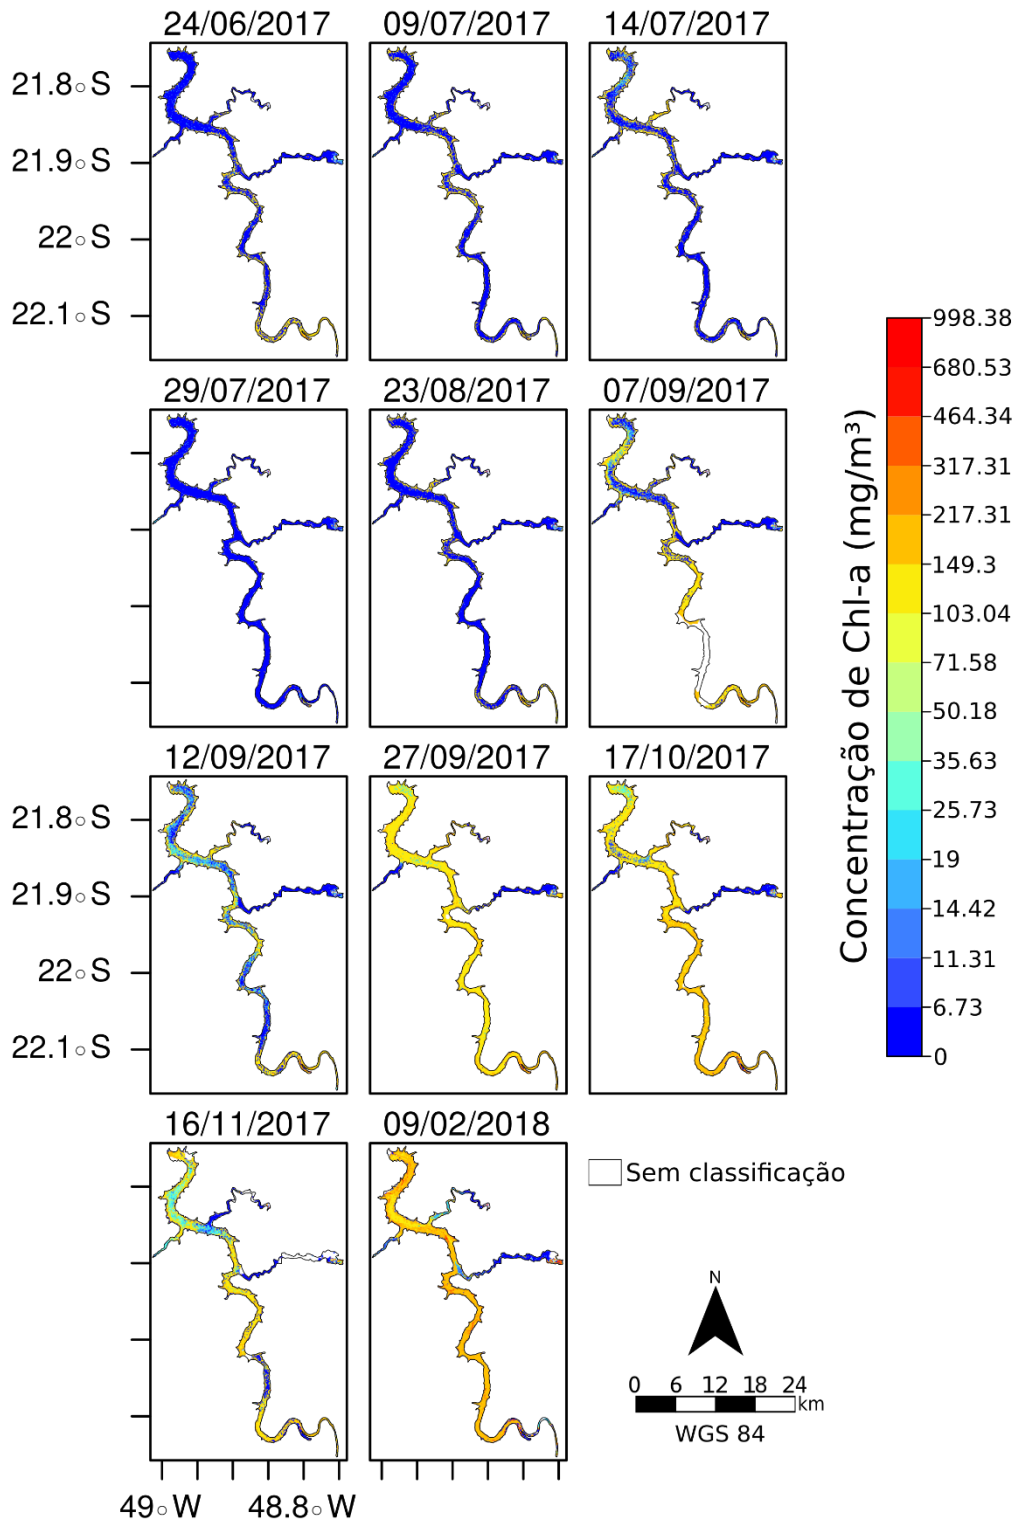 24/06/2017 09/07/2017 14/07/2017
21.8°S
21.9°S
22°S
22.1°S
29/07/2017 23/08/2017 07/09/2017
12/09/2017 27/09/2017 17/10/2017
21.8°S
21.9°S
22°S
22.1°S
16/11/2017 09/02/2018
49°W 48.8°W
Concentração de Chl-a (mg/m³)
998.38
680.53
464.34
317.31
217.31
149.3
103.04
71.58
50.18
35.63
25.73
19
14.42
11.31
6.73
0
Sem classificação
N
0 6 12 18 24
km
WGS 84